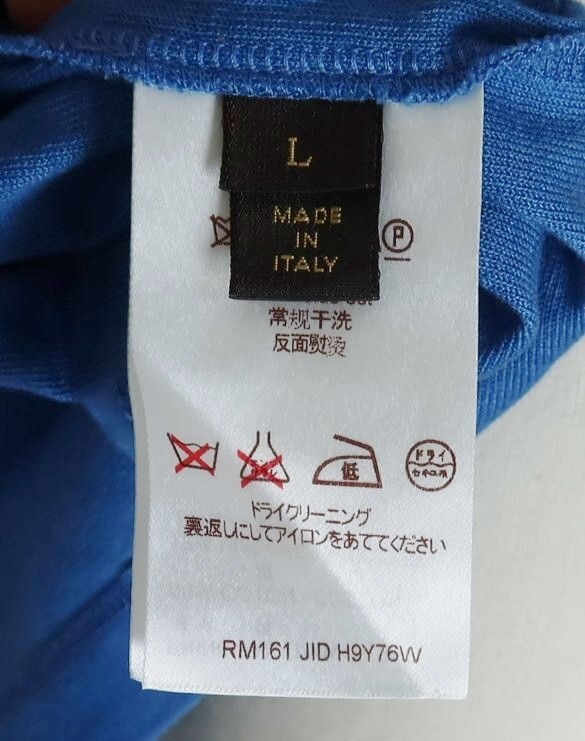 L
MADE
IN
ITALY
P
常规干洗
反面熨烫
低
ドライ
セキユ系
ドライクリーニング
裏返しにしてアイロンをあててください
RM161 JID H9Y76W